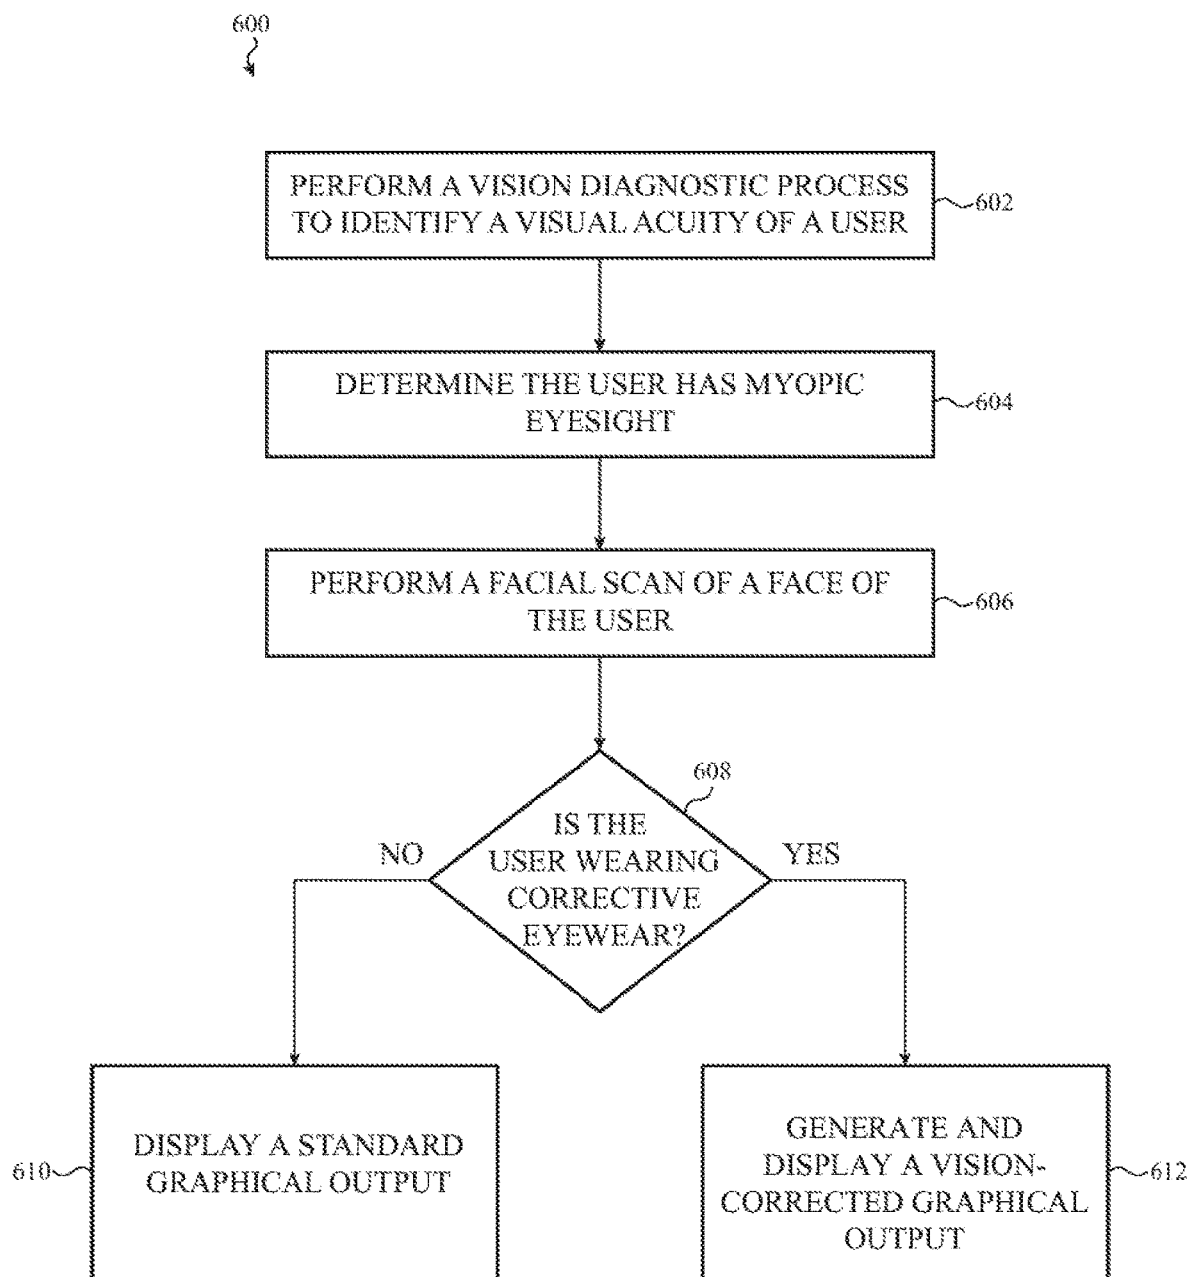 600
PERFORM A VISION DIAGNOSTIC PROCESS
TO IDENTIFY A VISUAL ACUITY OF A USER
602
DETERMINE THE USER HAS MYOPIC
EYESIGHT
604
PERFORM A FACIAL SCAN OF A FACE OF
THE USER
606
608
IS THE
USER WEARING
CORRECTIVE
EYEWEAR?
NO
YES
DISPLAY A STANDARD
GRAPHICAL OUTPUT
610
GENERATE AND
DISPLAY A VISION-
CORRECTED GRAPHICAL
OUTPUT
612